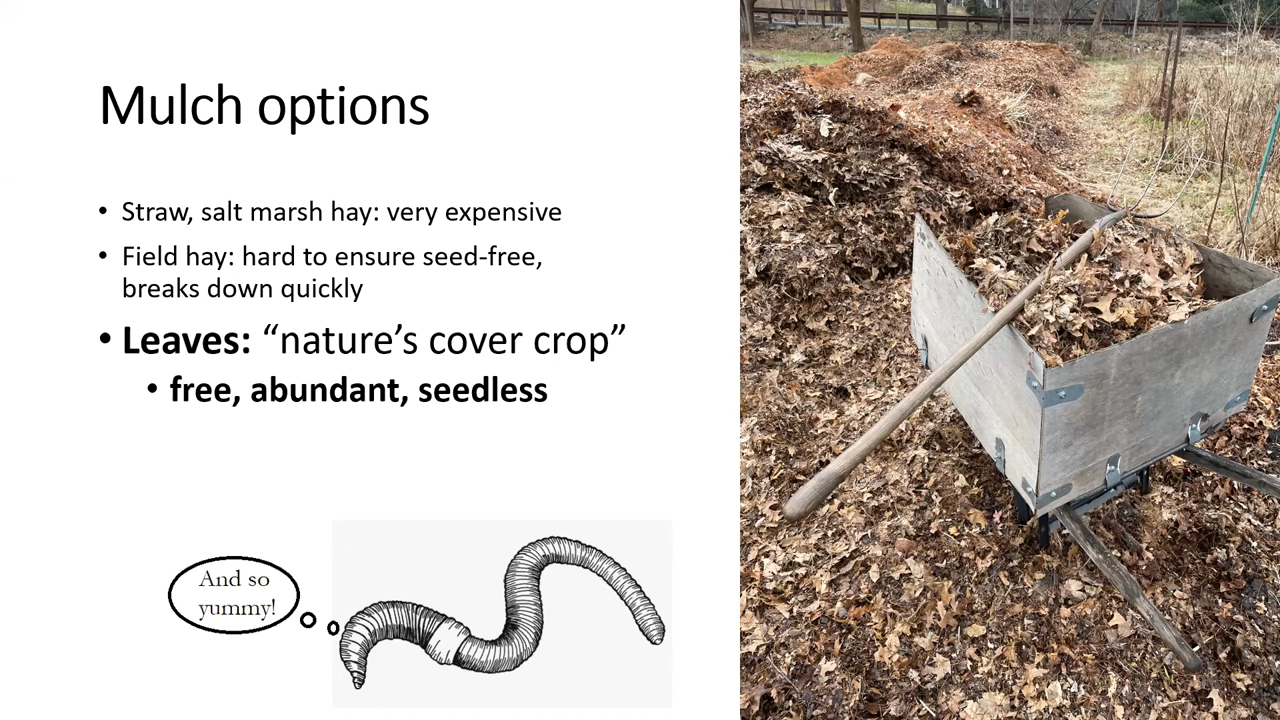 Mulch options
• Straw, salt marsh hay: very expensive
• Field hay: hard to ensure seed-free,
breaks down quickly
• Leaves: “nature’s cover crop”
• free, abundant, seedless
And so
yummy!